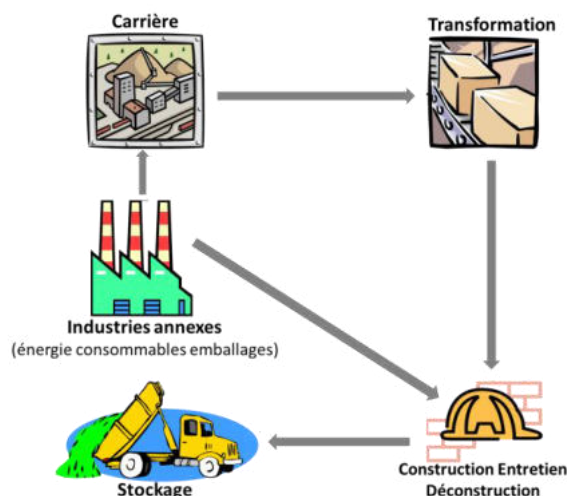 Carrière
Transformation
Industries annexes
(énergie consommables emballages)
Stockage
Construction Entretien
Déconstruction